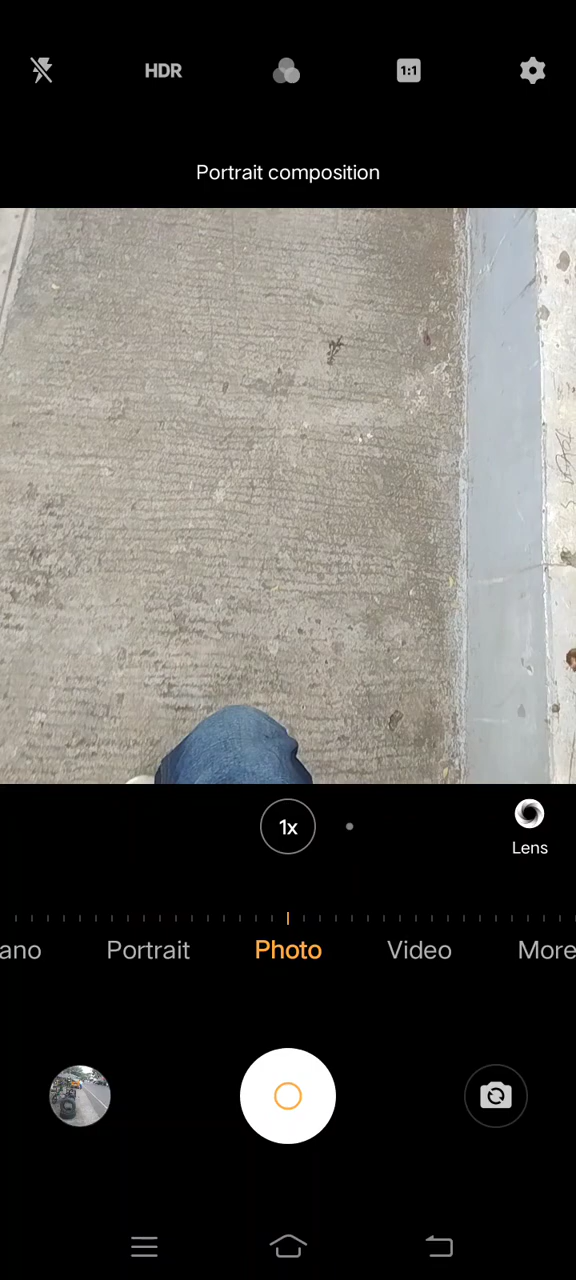 HDR
1:1
Portrait composition
1x
Lens
ano Portrait Photo Video More